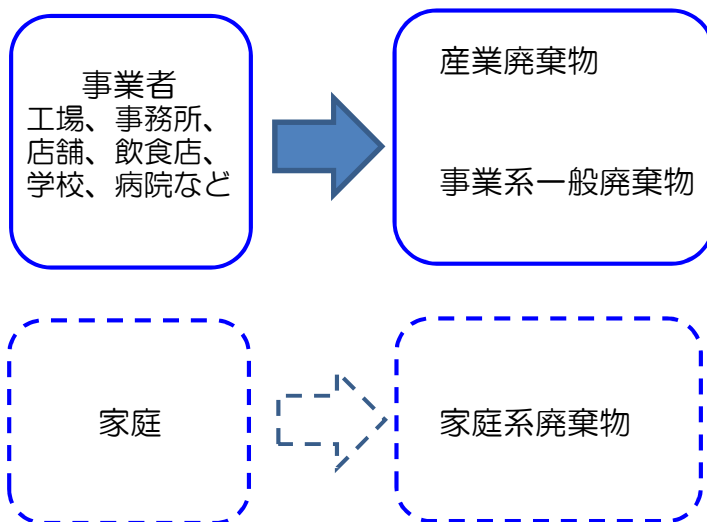 事業者
工場、事務所、
店舗、飲食店、
学校、病院など
産業廃棄物
事業系一般廃棄物
家庭
家庭系廃棄物